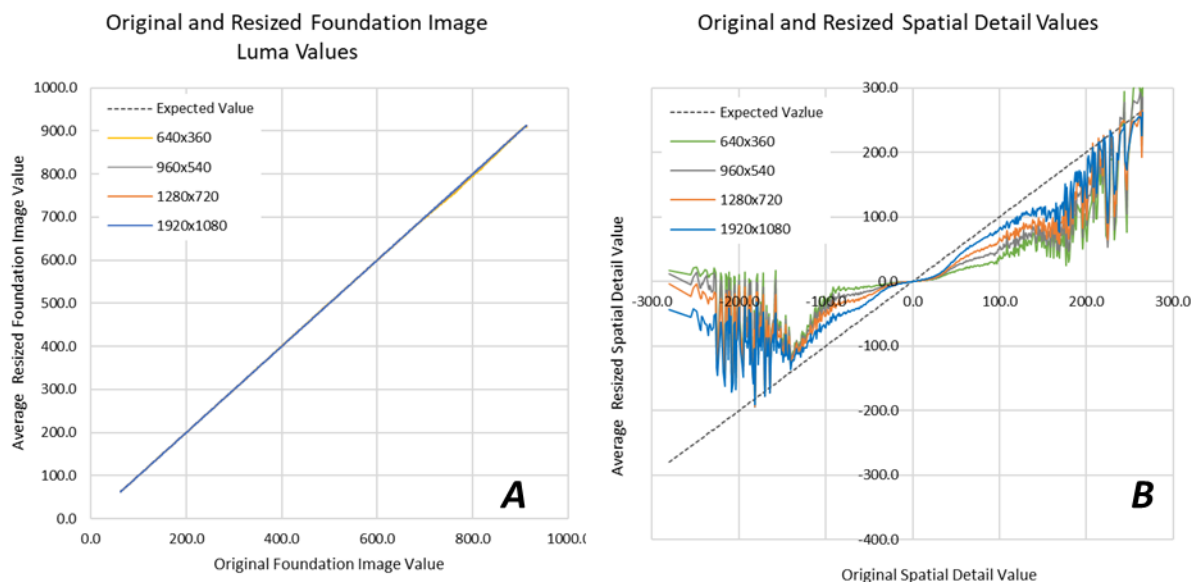 Original and Resized Foundation Image
Luma Values
Average  Resized Foundation Image Value
1000.0
900.0
800.0
700.0
600.0
500.0
400.0
300.0
200.0
100.0
0.0
Expected Value
640x360
960x540
1280x720
1920x1080
0.0 200.0 400.0 600.0 800.0 1000.0
Original Foundation Image Value
A
Original and Resized Spatial Detail Values
Average  Resized Spatial Detail Value
300.0
200.0
100.0
0.0
-100.0
-200.0
-300.0
-400.0
Expected Vazlue
640x360
960x540
1280x720
1920x1080
-300.0 -200.0 -100.0 0.0 100.0 200.0 300.0
Original Spatial Detail Value
B